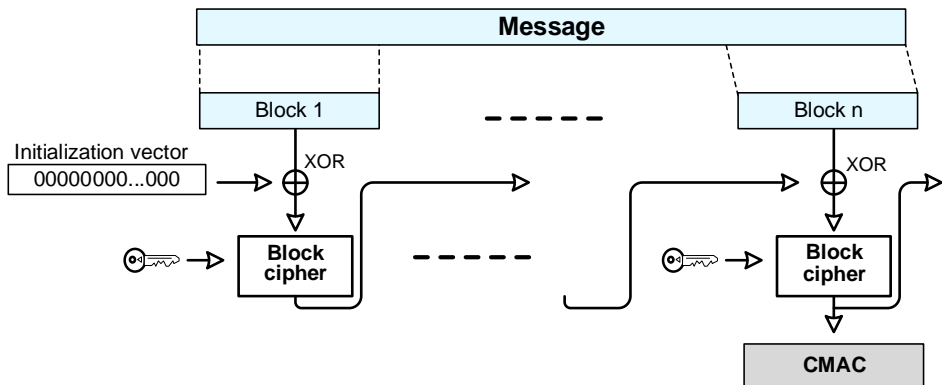 Message
Block 1
Block n
Initialization vector
00000000...000
XOR
XOR
Block
cipher
Block
cipher
CMAC